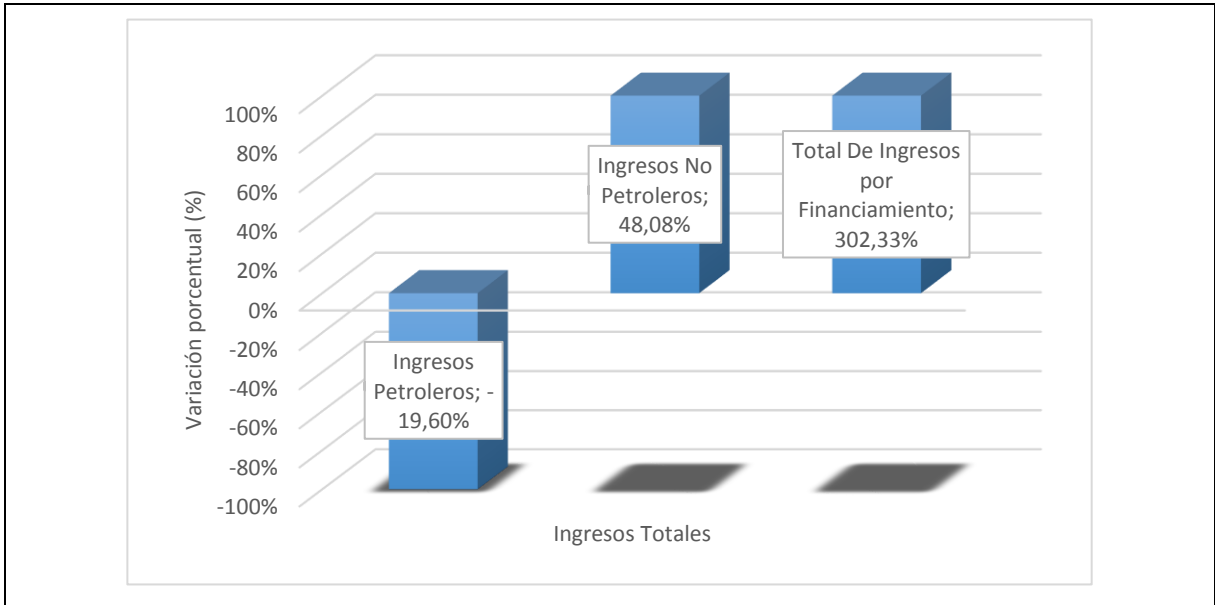 100%
80%
60%
40%
20%
0%
-20%
-40%
-60%
-80%
-100%
Variación porcentual (%)
Ingresos
Petroleros; -
19,60%
Ingresos No
Petroleros;
48,08%
Total De Ingresos
por
Financiamiento;
302,33%
Ingresos Totales